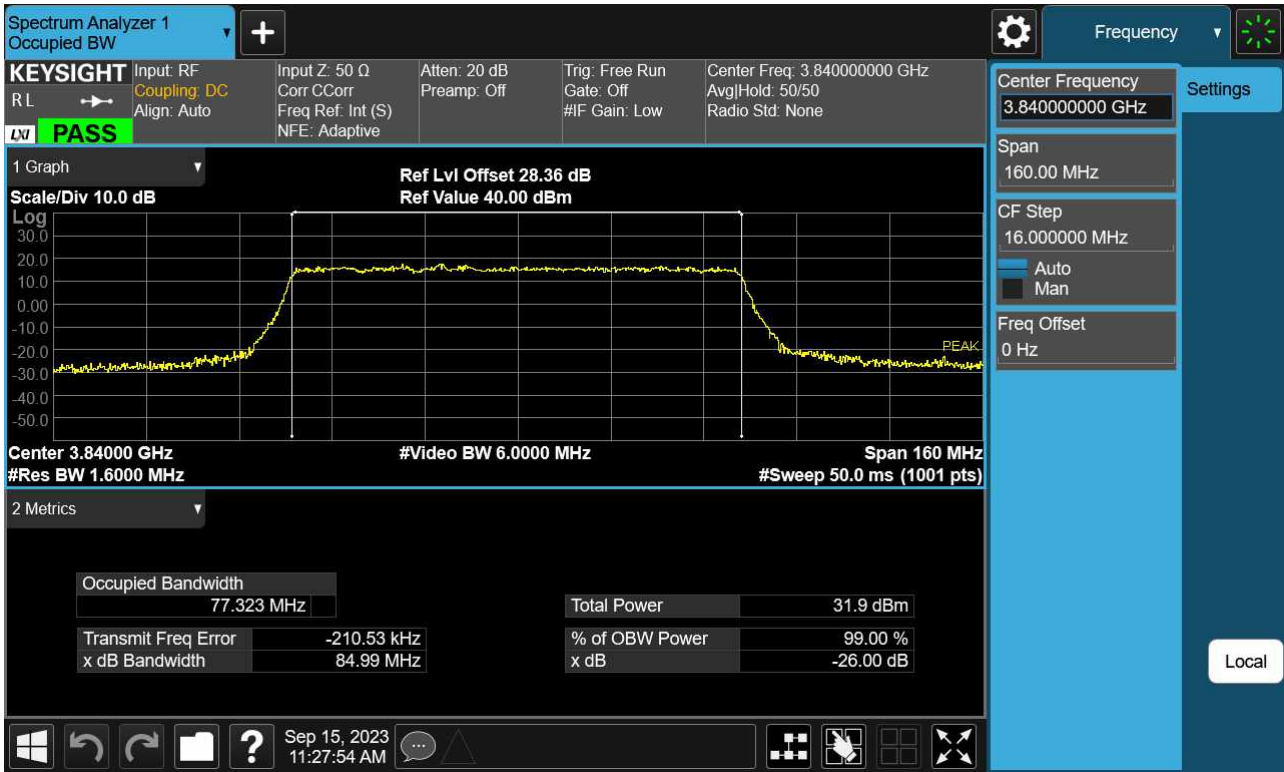 Spectrum Analyzer 1
Occupied BW
Frequency
KEYSIGHT
R L
LXI PASS
Input: RF
Coupling: DC
Align: Auto
Input Z: 50 Ω
Corr CCorr
Freq Ref: Int (S)
NFE: Adaptive
Atten: 20 dB
Preamp: Off
Trig: Free Run
Gate: Off
#IF Gain: Low
Center Freq: 3.840000000 GHz
Avg|Hold: 50/50
Radio Std: None
1 Graph
Scale/Div 10.0 dB
Ref Lvl Offset 28.36 dB
Ref Value 40.00 dBm
Log
30.0
20.0
10.0
0.00
-10.0
-20.0
-30.0
-40.0
-50.0
PEAK
Center 3.84000 GHz
#Res BW 1.6000 MHz
#Video BW 6.0000 MHz
Span 160 MHz
#Sweep 50.0 ms (1001 pts)
2 Metrics
Occupied Bandwidth
77.323 MHz
Transmit Freq Error -210.53 kHz
x dB Bandwidth 84.99 MHz
Total Power 31.9 dBm
% of OBW Power 99.00 %
x dB -26.00 dB
Center Frequency
3.840000000 GHz
Span
160.00 MHz
CF Step
16.000000 MHz
Auto
Man
Freq Offset
0 Hz
Settings
Local
?
Sep 15, 2023
11:27:54 AM